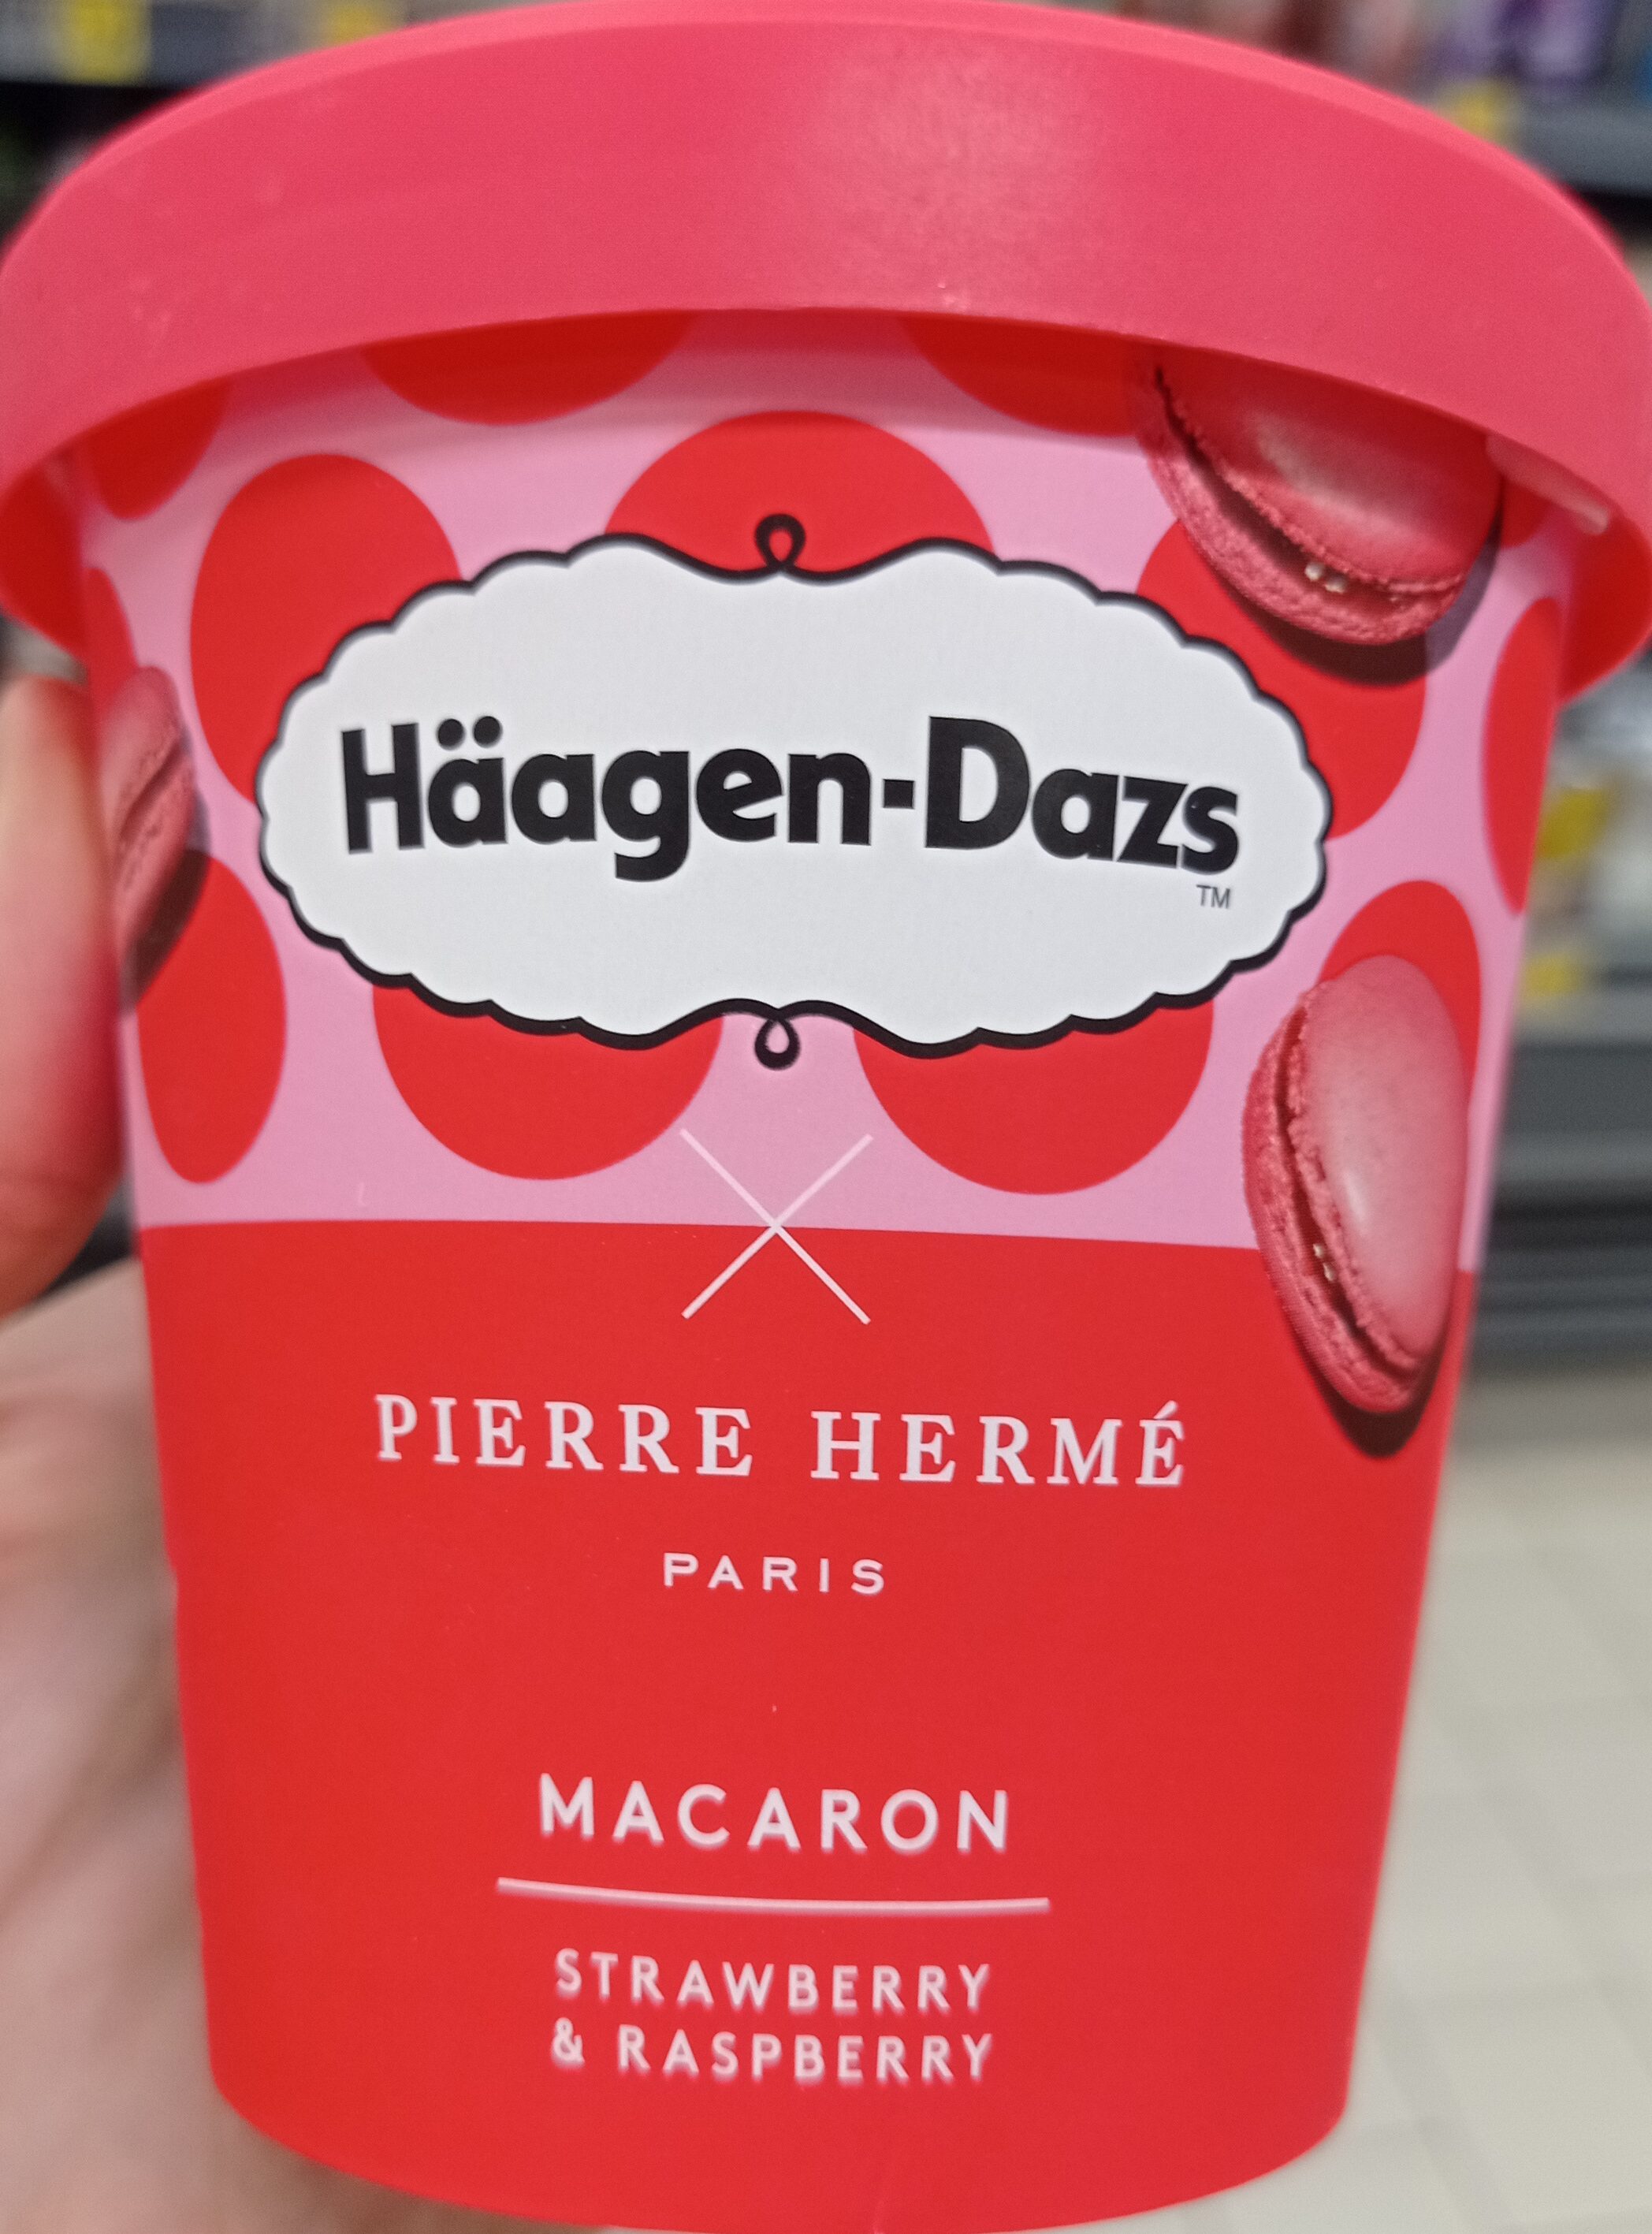 Häagen-Dazs
TM
PIERRE HERMÉ
PARIS
MACARON
STRAWBERRY
& RASPBERRY